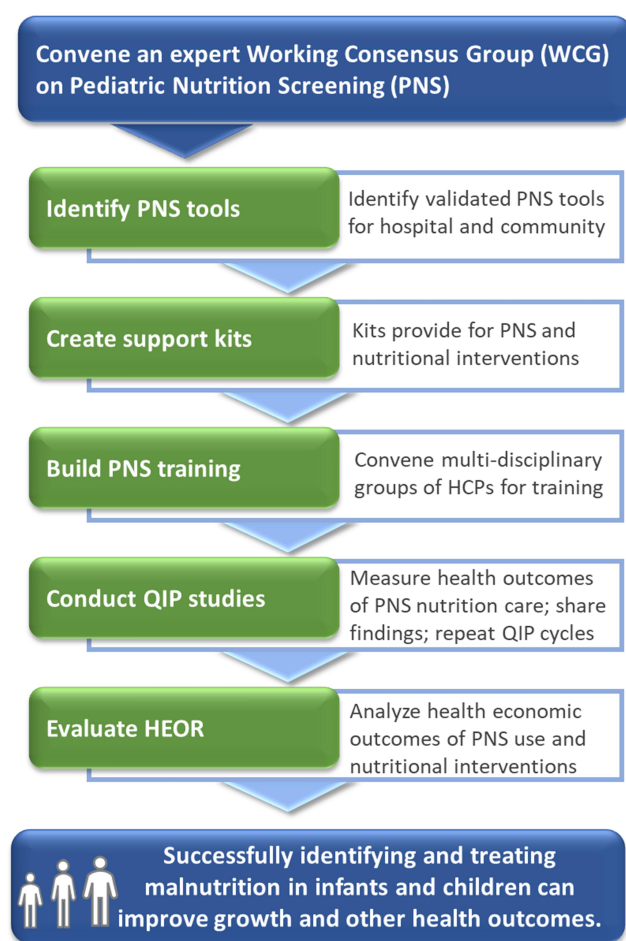 Convene an expert Working Consensus Group (WCG)
on Pediatric Nutrition Screening (PNS)
Identify PNS tools
Identify validated PNS tools
for hospital and community
Create support kits
Kits provide for PNS and
nutritional interventions
Build PNS training
Convene multi-disciplinary
groups of HCPs for training
Conduct QIP studies
Measure health outcomes
of PNS nutrition care; share
findings; repeat QIP cycles
Evaluate HEOR
Analyze health economic
outcomes of PNS use and
nutritional interventions
Successfully identifying and treating
malnutrition in infants and children can
improve growth and other health outcomes.